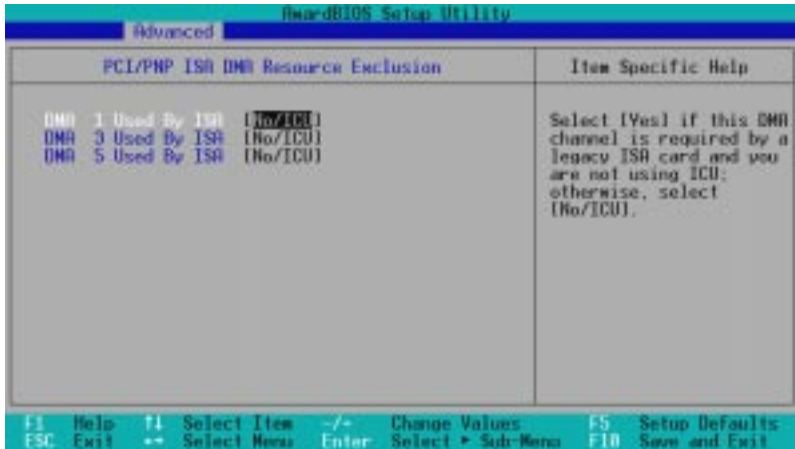 AwardBIOS Setup Utility
Advanced
PCI/PNP ISA DMA Resource Exclusion
Item Specific Help
DMA 1 Used By ISA [No/ICU]
DMA 3 Used By ISA [No/ICU]
DMA 5 Used By ISA [No/ICU]
Select [Yes] if this DMA
channel is required by a
legacy ISA card and you
are not using ICU;
otherwise, select
[No/ICU].
F1 Help ↑↓ Select Item -/+ Change Values F5 Setup Defaults
ESC Exit ←→ Select Menu Enter Select ► Sub-Menu F10 Save and Exit